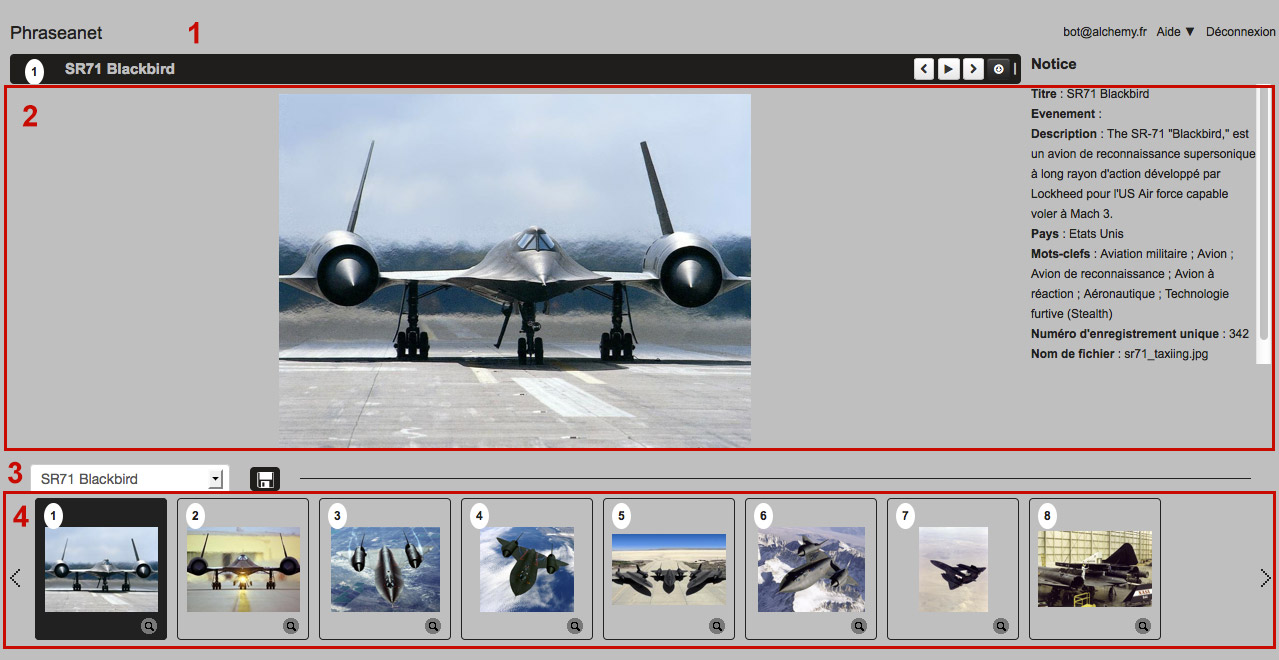 Phraseanet
1
bot@alchemy.fr Aide ▼ Déconnexion
1 SR71 Blackbird
Notice
2
Titre : SR71 Blackbird
Evenement :
Description : The SR-71 "Blackbird," est
un avion de reconnaissance supersonique
à long rayon d'action développé par
Lockheed pour l'US Air force capable
voler à Mach 3.
Pays : Etats Unis
Mots-clefs : Aviation militaire ; Avion ;
Avion de reconnaissance ; Avion à
réaction ; Aéronautique ; Technologie
furtive (Stealth)
Numéro d'enregistrement unique : 342
Nom de fichier : sr71_taxiing.jpg
3 SR71 Blackbird
4
1 2 3 4 5 6 7 8